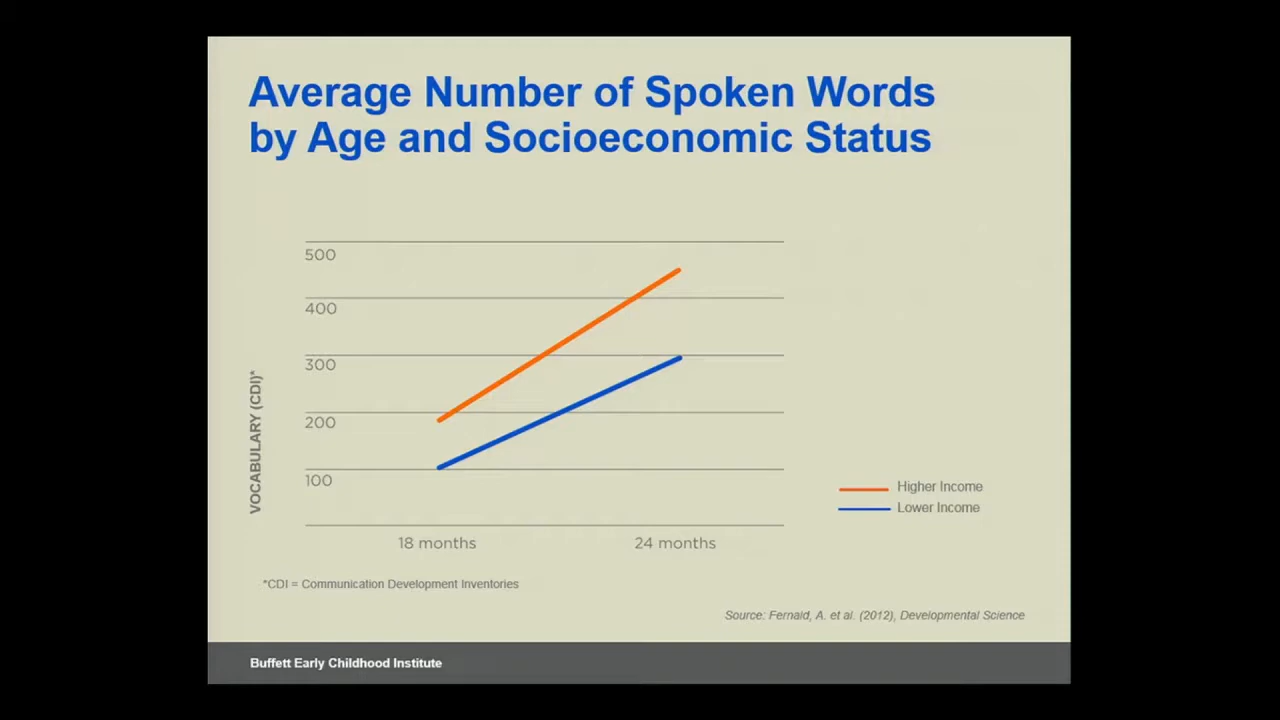 Average Number of Spoken Words
by Age and Socioeconomic Status
500
400
300
200
100
VOCABULARY (CDI)*
18 months
24 months
Higher Income
Lower Income
*CDI = Communication Development Inventories
Source: Fernald, A. et al. (2012), Developmental Science
Buffett Early Childhood Institute